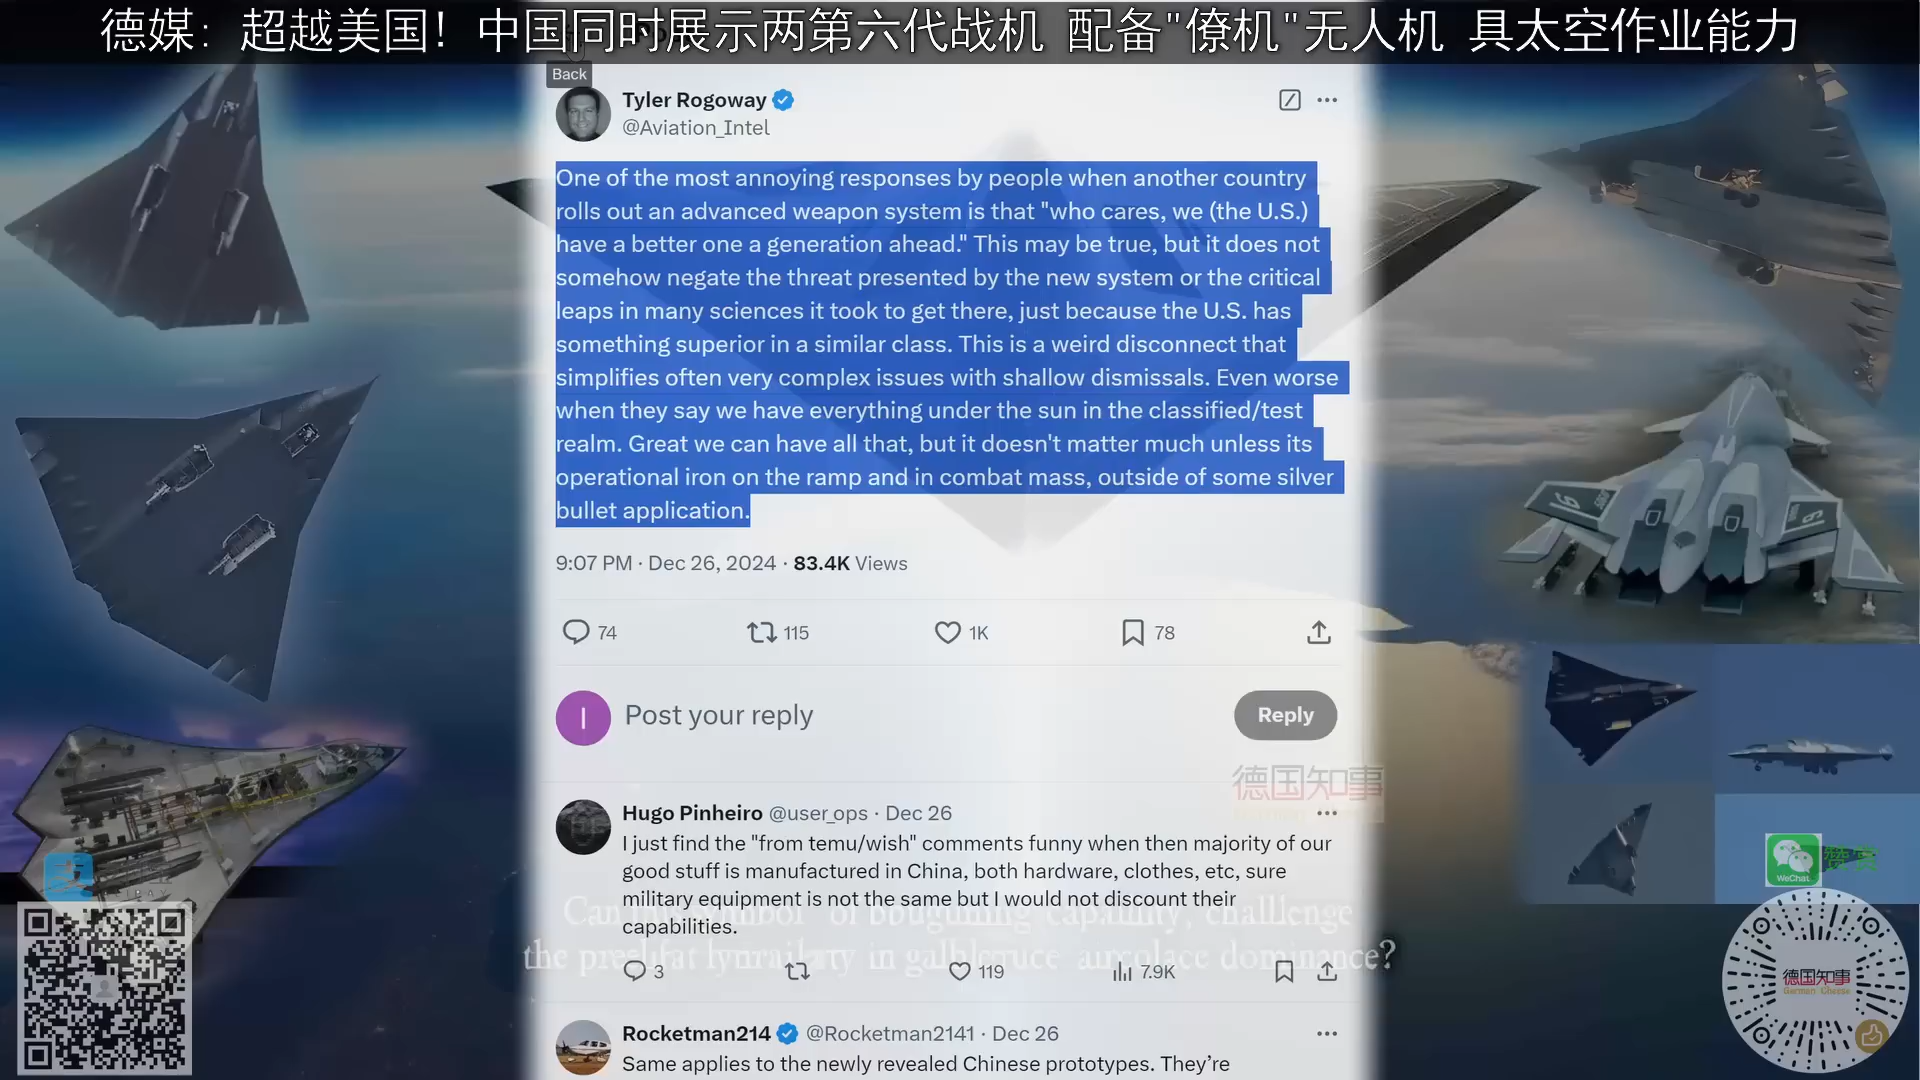 德媒：超越美国！中国同时展示两第六代战机 配备"僚机"无人机 具太空作业能力
Back
Tyler Rogoway
@Aviation_Intel
One of the most annoying responses by people when another country
rolls out an advanced weapon system is that "who cares, we (the U.S.)
have a better one a generation ahead." This may be true, but it does not
somehow negate the threat presented by the new system or the critical
leaps in many sciences it took to get there, just because the U.S. has
something superior in a similar class. This is a weird disconnect that
simplifies often very complex issues with shallow dismissals. Even worse
when they say we have everything under the sun in the classified/test
realm. Great we can have all that, but it doesn't matter much unless its
operational iron on the ramp and in combat mass, outside of some silver
bullet application.
9:07 PM · Dec 26, 2024 · 83.4K Views
74 115 1K 78
Post your reply
Reply
德国知事
Hugo Pinheiro @user_ops · Dec 26
I just find the "from temu/wish" comments funny when then majority of our
good stuff is manufactured in China, both hardware, clothes, etc, sure
military equipment is not the same but I would not discount their
capabilities.
3 119 7.9K
Rocketman214 @Rocketman2141 · Dec 26
Same applies to the newly revealed Chinese prototypes. They're
WeChat
赞赏
德国知事
German Cheese